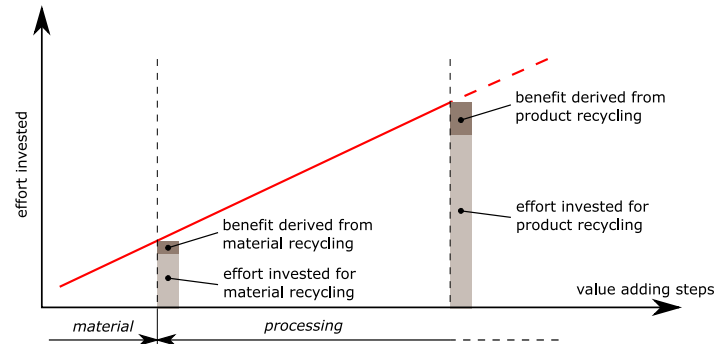 effort invested
benefit derived from
product recycling
effort invested for
product recycling
benefit derived from
material recycling
effort invested for
material recycling
value adding steps
material
processing